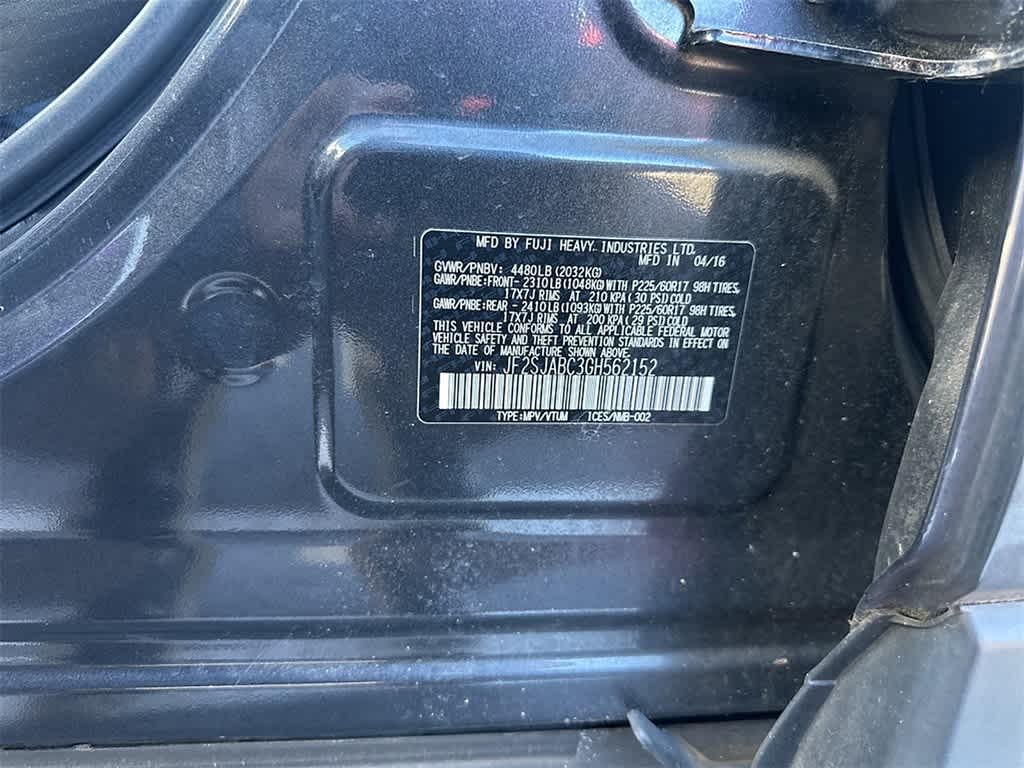 MFD BY FUJI HEAVY INDUSTRIES LTD.
MFD IN 04/16
GVWR/PNBV: 4480LB (2032KG)
GAWR/PNBE:FRONT- 2310LB(1048KG)WITH P225/60R17 98H TIRES,
17X7J RIMS AT 210 KPA(30 PSI)COLD
GAWR/PNBE:REAR - 2410LB(1093KG)WITH P225/60R17 98H TIRES,
17X7J RIMS AT 200 KPA(29 PSI)COLD
THIS VEHICLE CONFORMS TO ALL APPLICABLE FEDERAL MOTOR
VEHICLE SAFETY AND THEFT PREVENTION STANDARDS IN EFFECT ON
THE DATE OF MANUFACTURE SHOWN ABOVE.
VIN: JF2SJABC3GH562152
TYPE:MPV/VTUM ICES/NMB-002